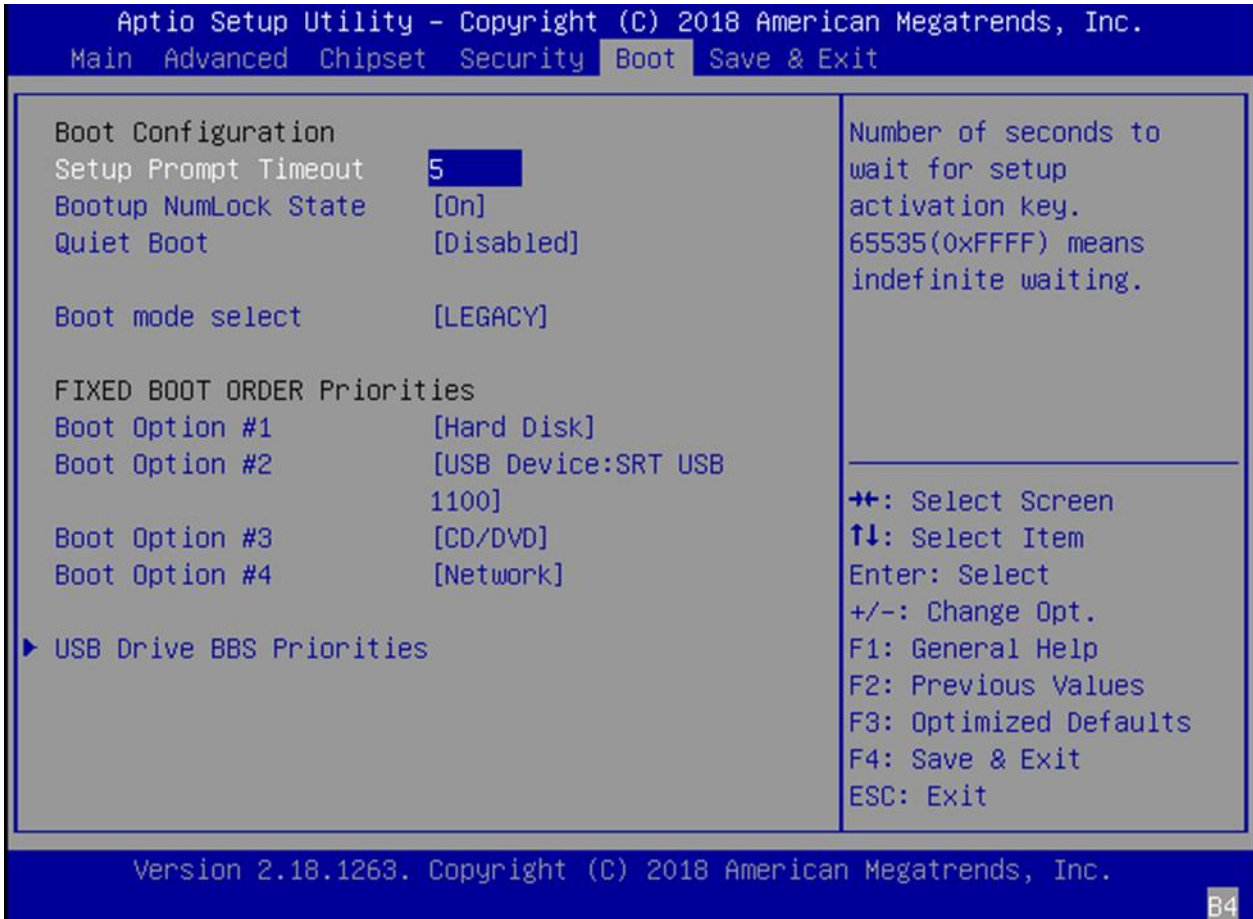 Aptio Setup Utility – Copyright (C) 2018 American Megatrends, Inc.
Main Advanced Chipset Security Boot Save & Exit
Boot Configuration
Setup Prompt Timeout 5
Bootup NumLock State [On]
Quiet Boot [Disabled]
Boot mode select [LEGACY]
FIXED BOOT ORDER Priorities
Boot Option #1 [Hard Disk]
Boot Option #2 [USB Device:SRT USB
1100]
Boot Option #3 [CD/DVD]
Boot Option #4 [Network]
▶ USB Drive BBS Priorities
Number of seconds to
wait for setup
activation key.
65535(0xFFFF) means
indefinite waiting.
→←: Select Screen
↑↓: Select Item
Enter: Select
+/-: Change Opt.
F1: General Help
F2: Previous Values
F3: Optimized Defaults
F4: Save & Exit
ESC: Exit
Version 2.18.1263. Copyright (C) 2018 American Megatrends, Inc.
B4